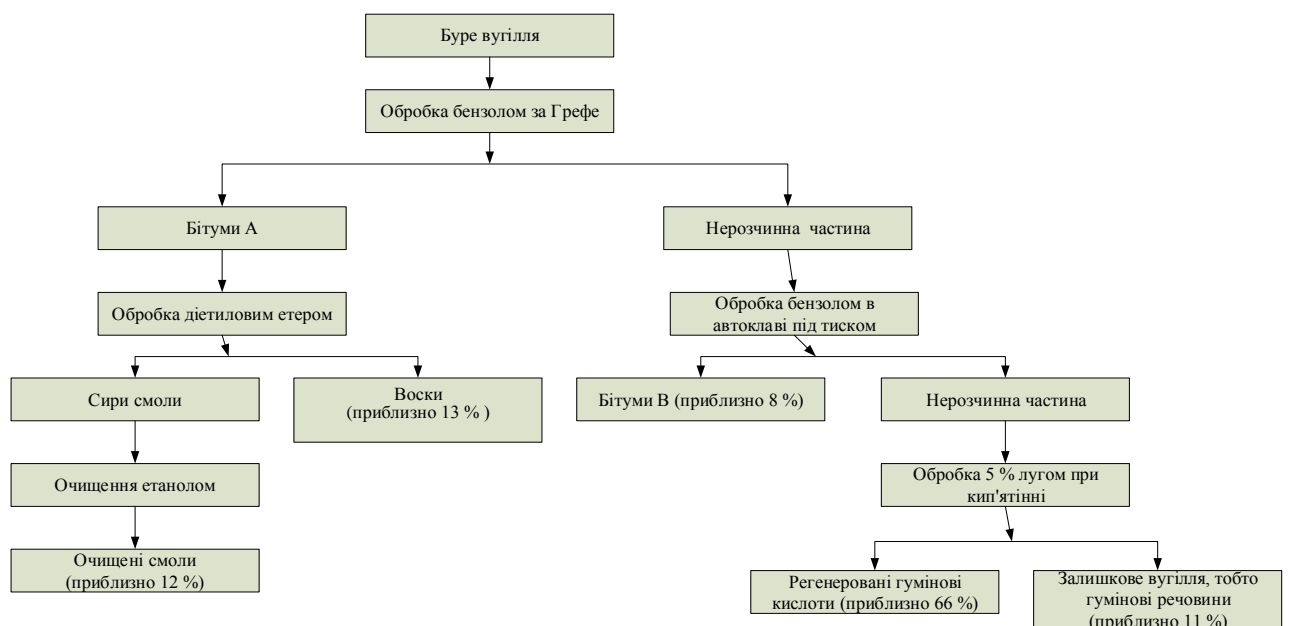 Буре вугілля
Обробка бензолом за Грефе
Бітуми А
Нерозчинна частина
Обробка діетиловим етером
Обробка бензолом в
автоклаві під тиском
Сири смоли
Воски
(приблизно 13 % )
Бітуми В (приблизно 8 %)
Нерозчинна частина
Очищення етанолом
Обробка 5 % лугом при
кип'ятінні
Очищені смоли
(приблизно 12 %)
Регенеровані гумінові
кислоти (приблизно 66 %)
Залишкове вугілля, тобто
гумінові речовини
(приблизно 11 %)